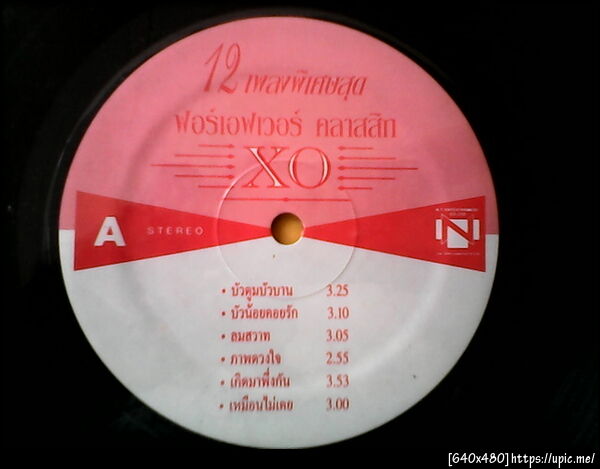 12 เพลงพิเศษสุด
ฟอร์เอฟเวอร์ คลาสสิก
XO
A STEREO
N
• บัวตูมบัวบาน 3.25
• บัวน้อยคอยรัก 3.10
• ลมสวาท 3.05
• ภาพดวงใจ 2.55
• เกิดมาพึ่งกัน 3.53
• เหมือนไม่เคย 3.00
[640x480]https://upic.me/